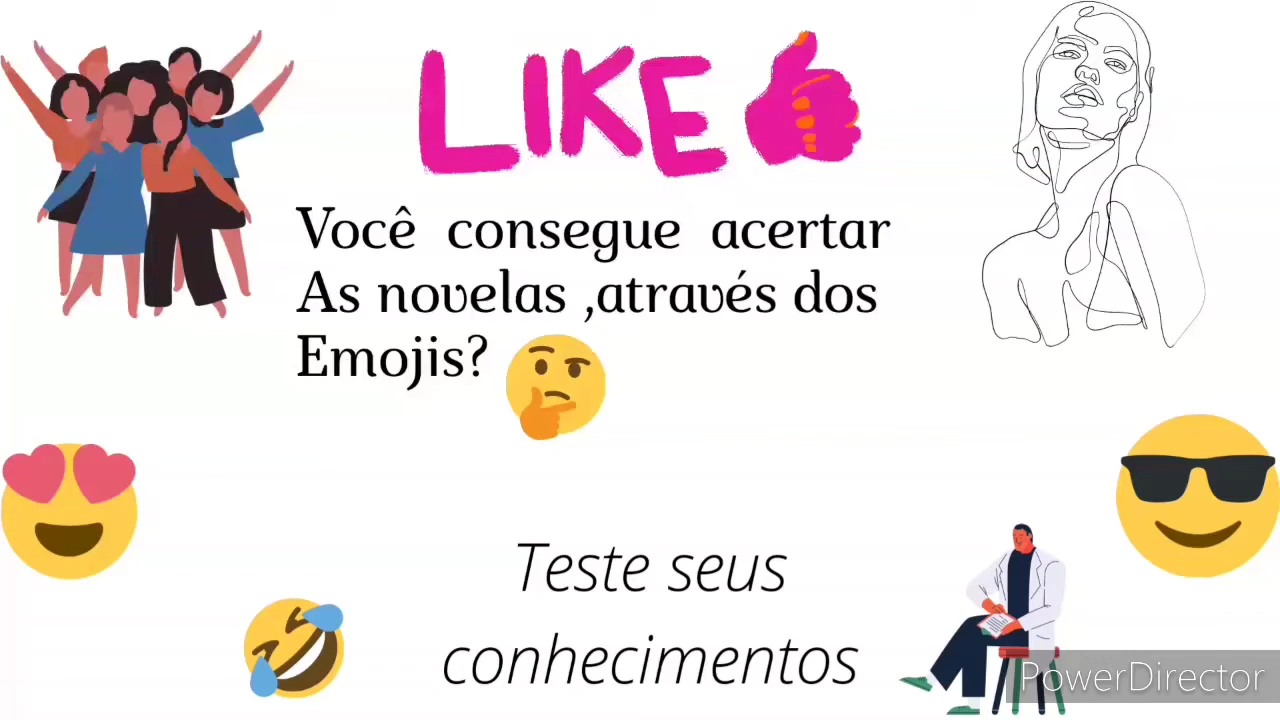 LIKE
Você consegue acertar
As novelas ,através dos
Emojis?
Teste seus
conhecimentos
PowerDirector